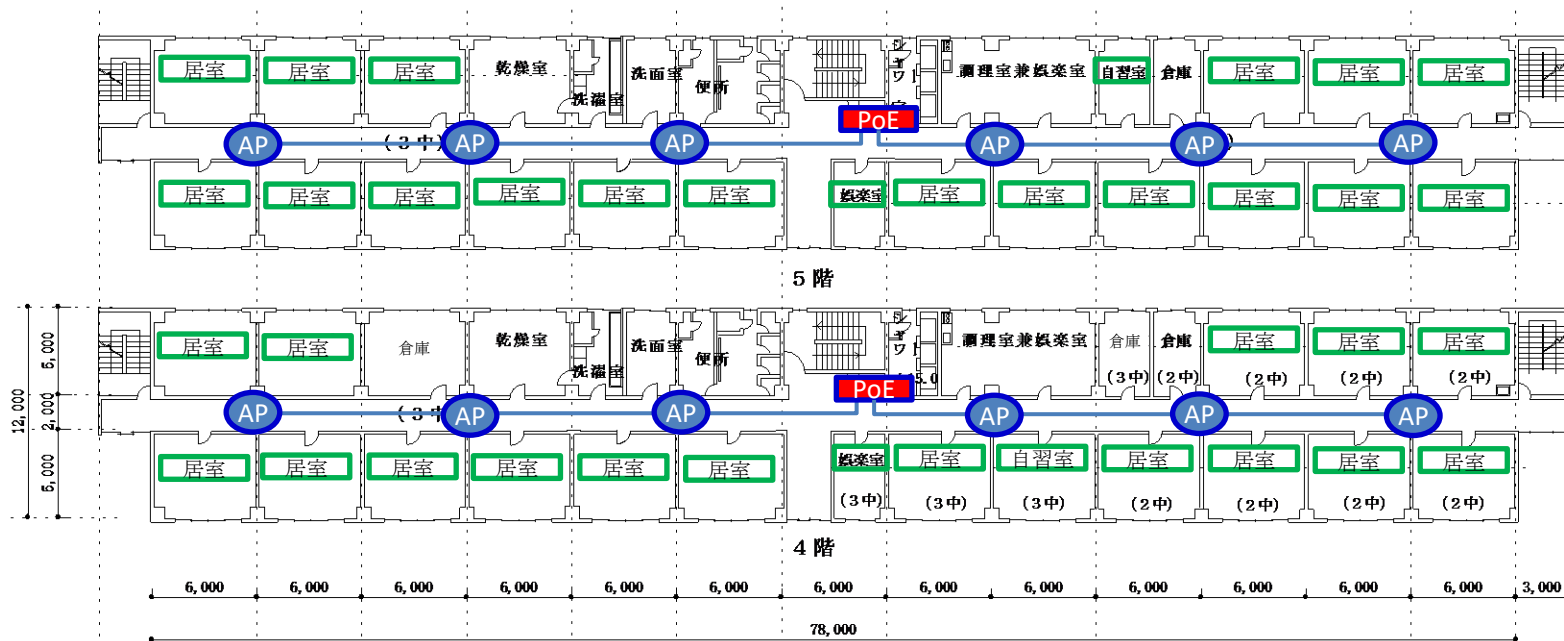 居室 居室 居室 乾燥室 洗濯室 洗面室 便所 シャワー室 調理室兼娯楽室 自習室 倉庫 居室 居室 居室
PoE
AP (3中) AP AP AP AP AP
居室 居室 居室 居室 居室 居室 娯楽室 居室 居室 居室 居室 居室 居室
5階
居室 居室 倉庫 乾燥室 洗濯室 洗面室 便所 調理室兼娯楽室 倉庫 倉庫 居室 居室 居室
(3中) (2中) (2中) (2中) (2中)
PoE
AP AP AP AP AP AP
居室 居室 居室 居室 居室 居室 娯楽室 居室 自習室 居室 居室 居室 居室
(3中) (3中) (3中) (2中) (2中) (2中) (2中)
4階
12,000
6,000
2,000
6,000
6,000 6,000 6,000 6,000 6,000 6,000 6,000 6,000 6,000 6,000 6,000 6,000 6,000 3,000
78,000